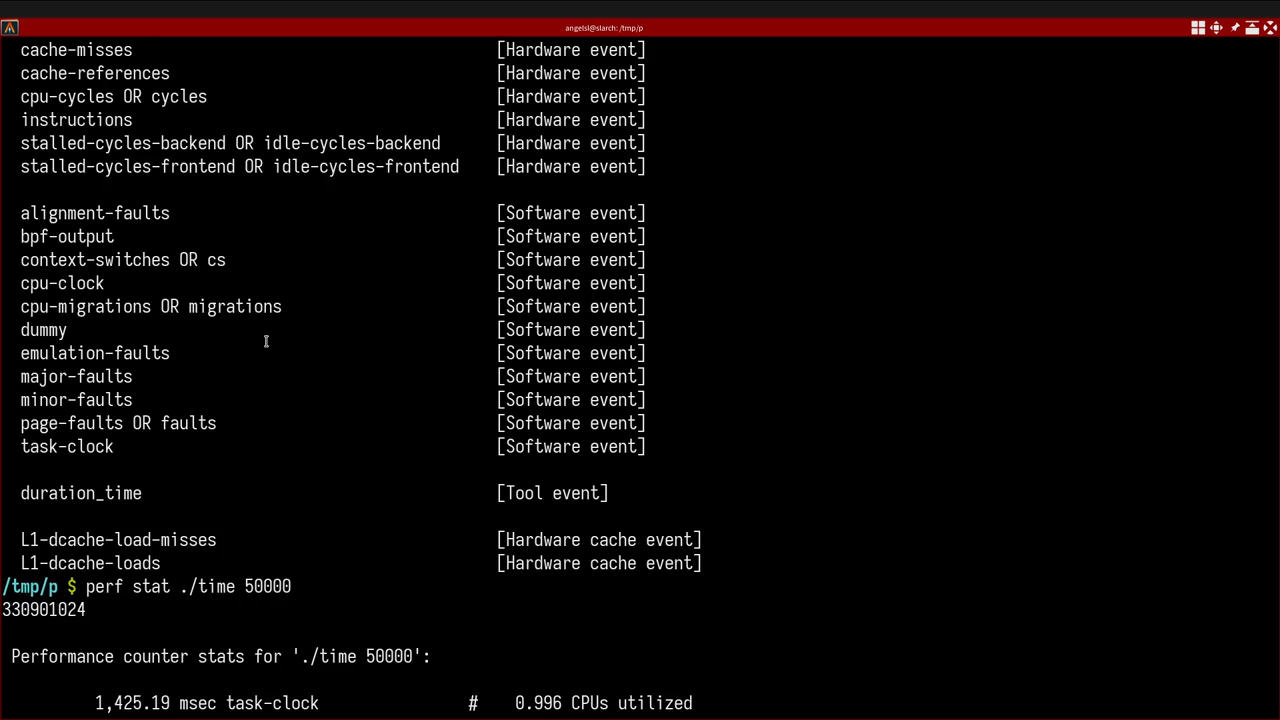 angelsl@slarch: /tmp/p
cache-misses [Hardware event]
cache-references [Hardware event]
cpu-cycles OR cycles [Hardware event]
instructions [Hardware event]
stalled-cycles-backend OR idle-cycles-backend [Hardware event]
stalled-cycles-frontend OR idle-cycles-frontend [Hardware event]
alignment-faults [Software event]
bpf-output [Software event]
context-switches OR cs [Software event]
cpu-clock [Software event]
cpu-migrations OR migrations [Software event]
dummy [Software event]
emulation-faults [Software event]
major-faults [Software event]
minor-faults [Software event]
page-faults OR faults [Software event]
task-clock [Software event]
duration_time [Tool event]
L1-dcache-load-misses [Hardware cache event]
L1-dcache-loads [Hardware cache event]
/tmp/p $ perf stat ./time 50000
330901024
Performance counter stats for './time 50000':
1,425.19 msec task-clock # 0.996 CPUs utilized